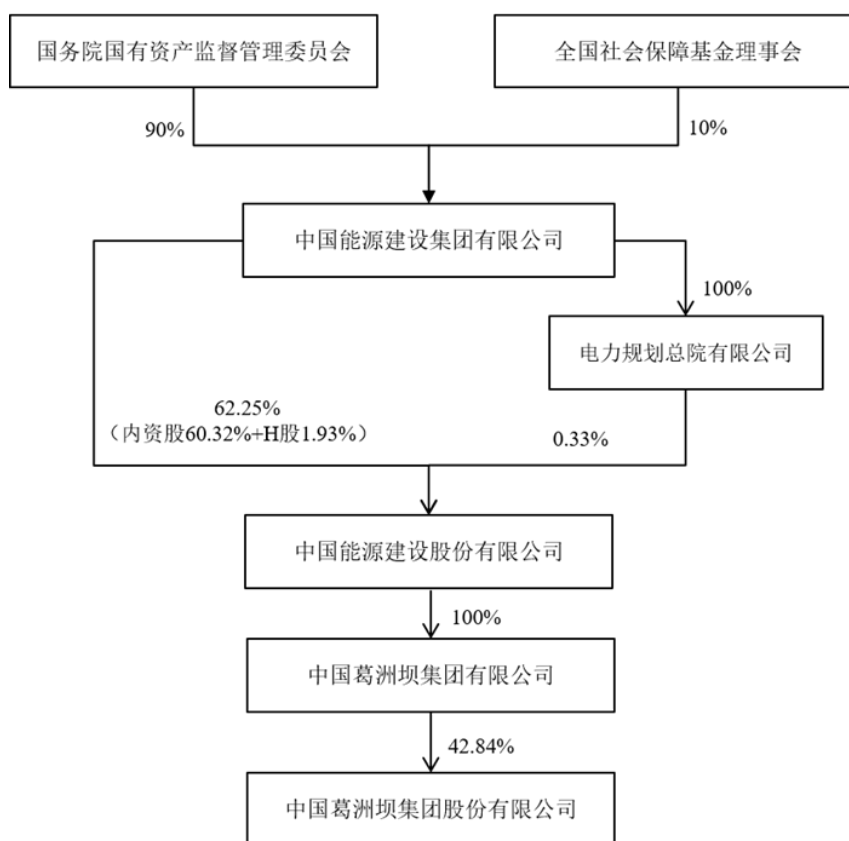 国务院国有资产监督管理委员会
全国社会保障基金理事会
90%
10%
中国能源建设集团有限公司
100%
电力规划总院有限公司
62.25%
（内资股60.32%+H股1.93%）
0.33%
中国能源建设股份有限公司
100%
中国葛洲坝集团有限公司
42.84%
中国葛洲坝集团股份有限公司